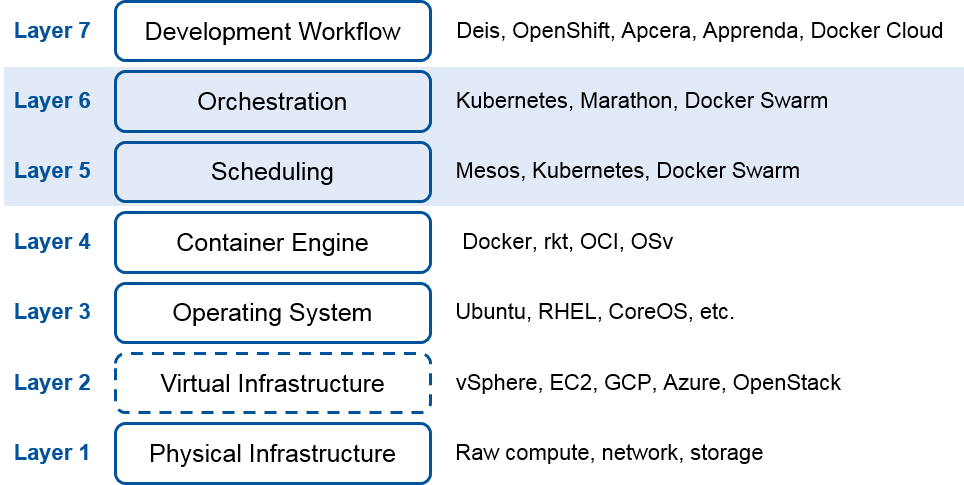 Layer 7 Development Workflow Deis, OpenShift, Apcera, Apprenda, Docker Cloud
Layer 6 Orchestration Kubernetes, Marathon, Docker Swarm
Layer 5 Scheduling Mesos, Kubernetes, Docker Swarm
Layer 4 Container Engine Docker, rkt, OCI, OSv
Layer 3 Operating System Ubuntu, RHEL, CoreOS, etc.
Layer 2 Virtual Infrastructure vSphere, EC2, GCP, Azure, OpenStack
Layer 1 Physical Infrastructure Raw compute, network, storage